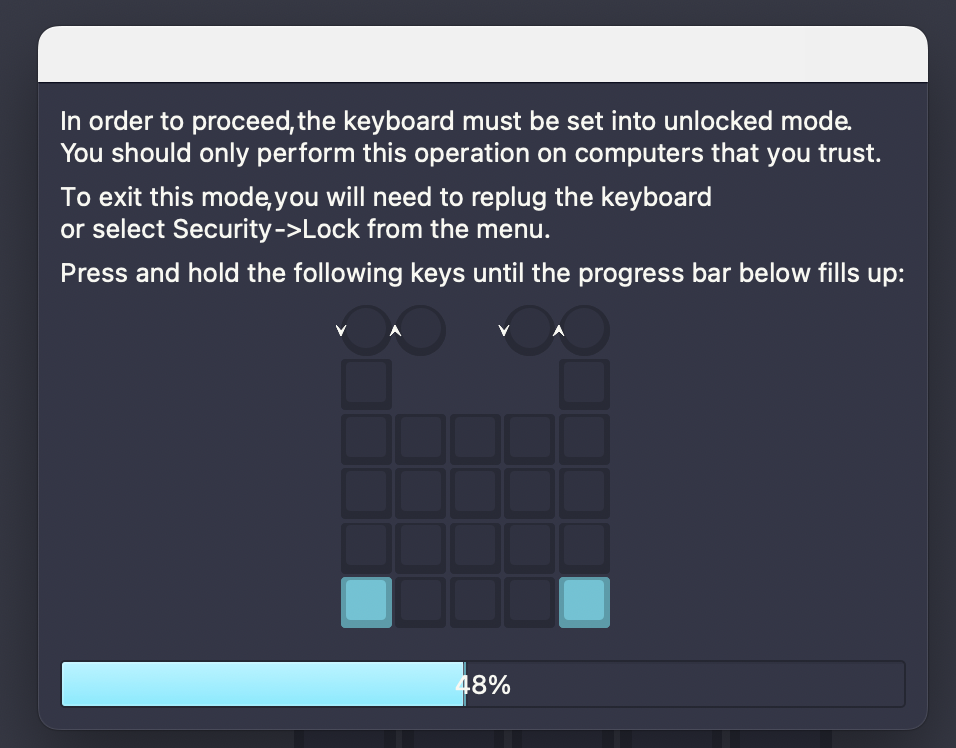 In order to proceed,the keyboard must be set into unlocked mode.
You should only perform this operation on computers that you trust.
To exit this mode,you will need to replug the keyboard
or select Security->Lock from the menu.
Press and hold the following keys until the progress bar below fills up:
48%